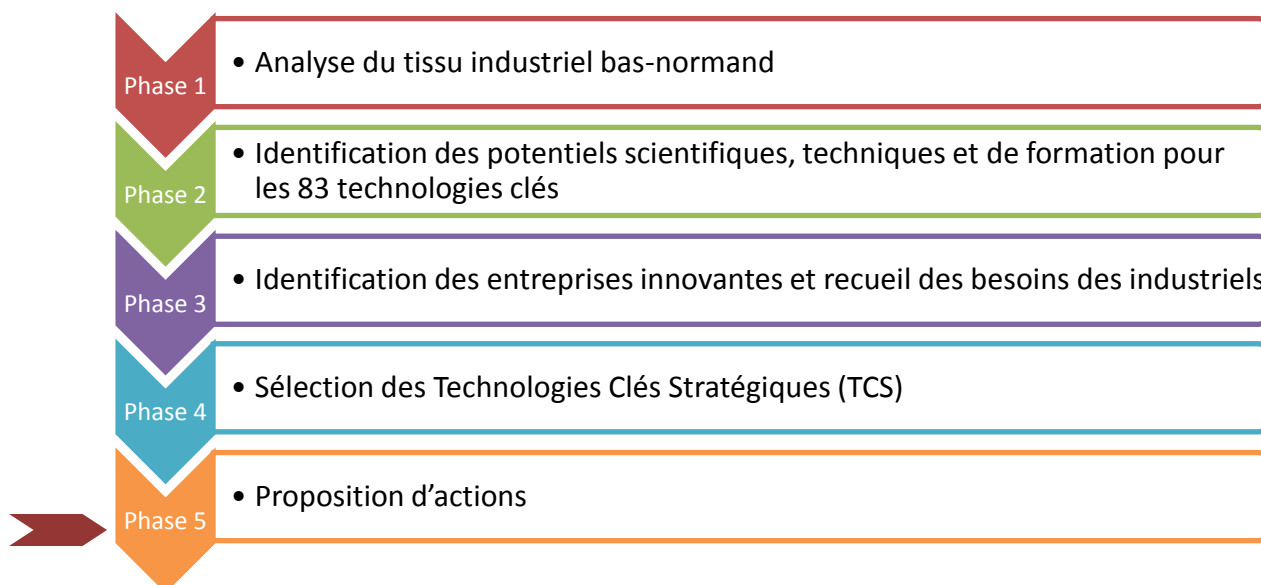 Phase 1
• Analyse du tissu industriel bas-normand
Phase 2
• Identification des potentiels scientifiques, techniques et de formation pour
les 83 technologies clés
Phase 3
• Identification des entreprises innovantes et recueil des besoins des industriels
Phase 4
• Sélection des Technologies Clés Stratégiques (TCS)
Phase 5
• Proposition d’actions